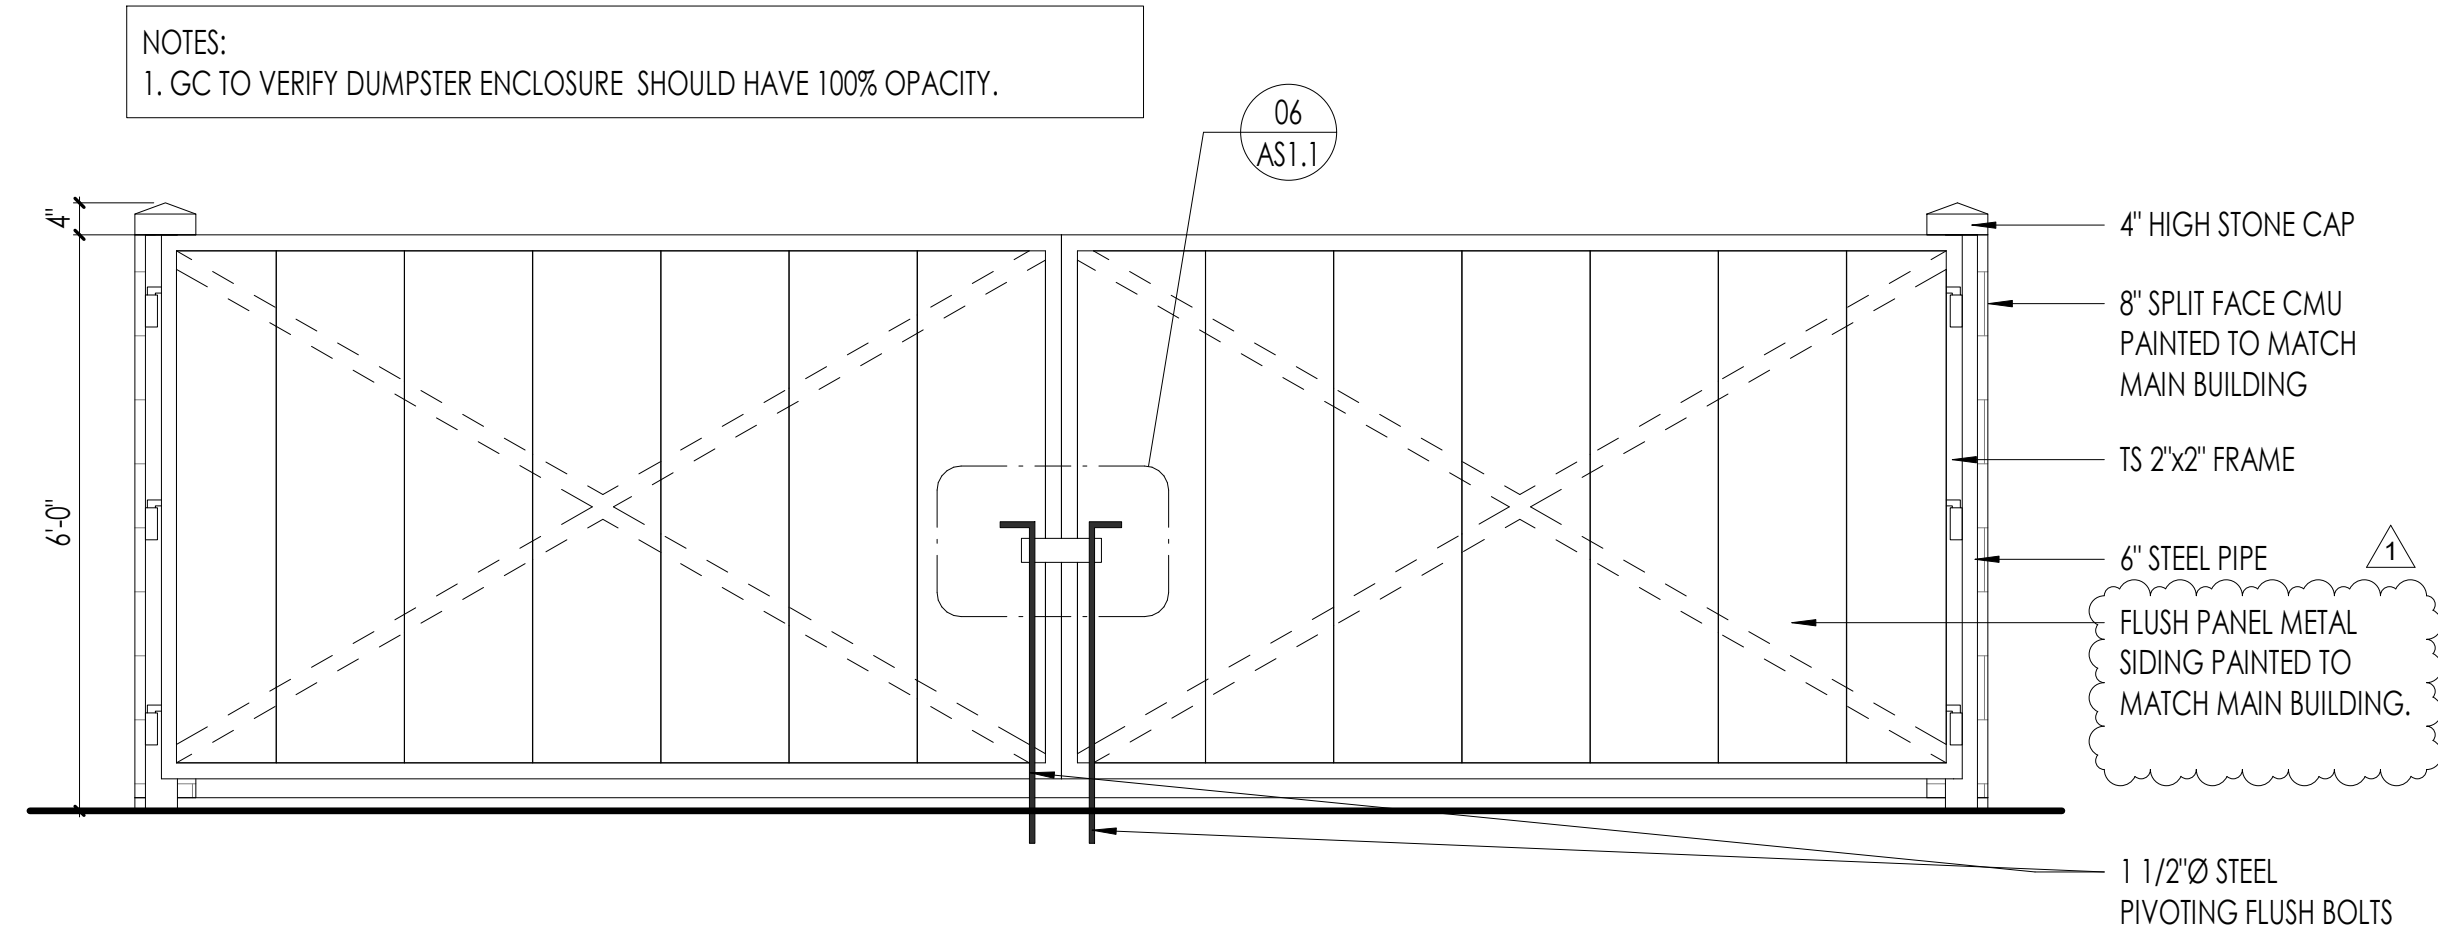 NOTES:
1. GC TO VERIFY DUMPSTER ENCLOSURE SHOULD HAVE 100% OPACITY.
06
AS1.1
4"
6'-0"
4" HIGH STONE CAP
8" SPLIT FACE CMU
PAINTED TO MATCH
MAIN BUILDING
TS 2"x2" FRAME
6" STEEL PIPE
1
FLUSH PANEL METAL
SIDING PAINTED TO
MATCH MAIN BUILDING.
1 1/2"Ø STEEL
PIVOTING FLUSH BOLTS